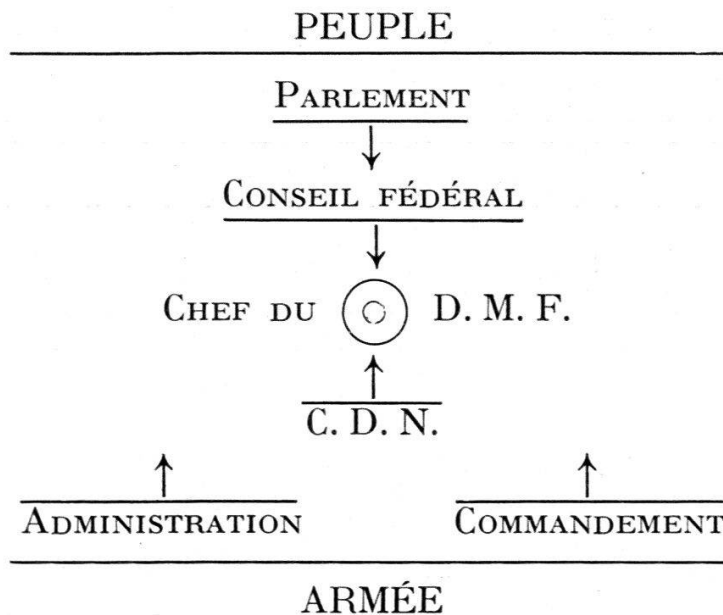 PEUPLE
PARLEMENT
CONSEIL FÉDÉRAL
CHEF DU D. M. F.
C. D. N.
ADMINISTRATION COMMANDEMENT
ARMÉE